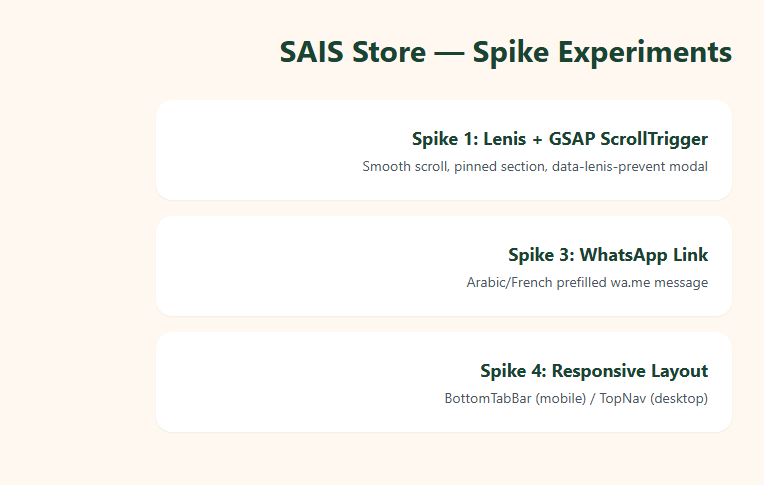 SAIS Store — Spike Experiments
Spike 1: Lenis + GSAP ScrollTrigger
Smooth scroll, pinned section, data-lenis-prevent modal
Spike 3: WhatsApp Link
Arabic/French prefilled wa.me message
Spike 4: Responsive Layout
BottomTabBar (mobile) / TopNav (desktop)